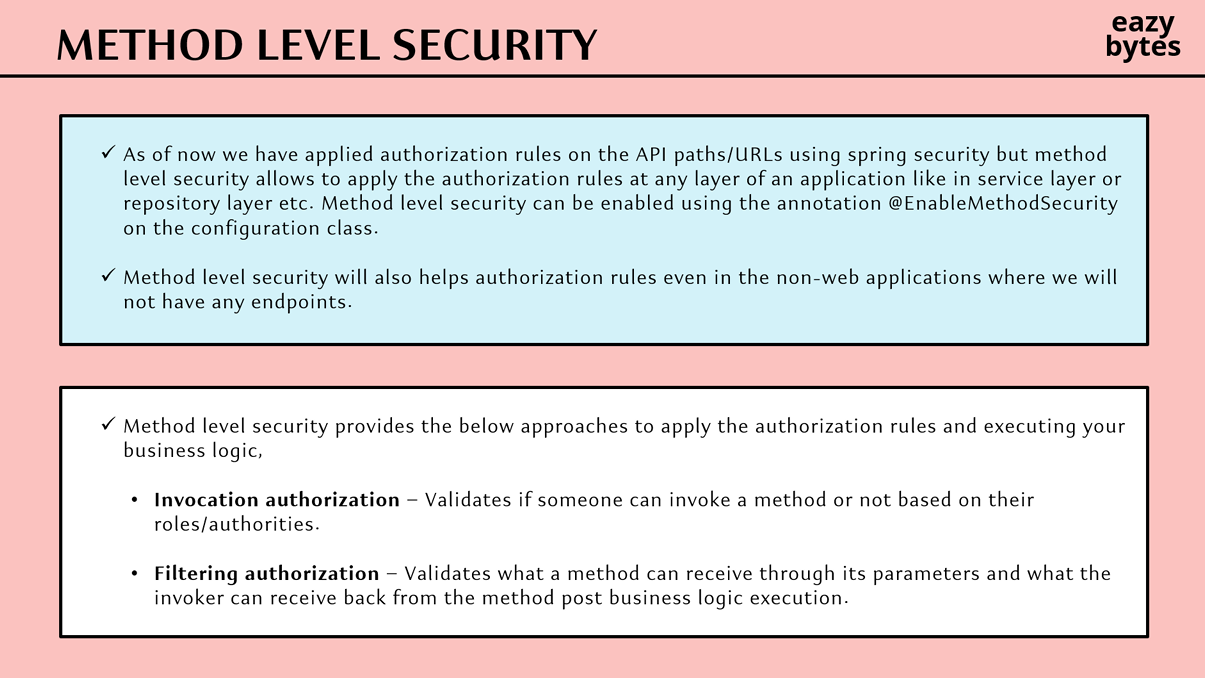 METHOD LEVEL SECURITY
eazy
bytes
✓ As of now we have applied authorization rules on the API paths/URLs using spring security but method
level security allows to apply the authorization rules at any layer of an application like in service layer or
repository layer etc. Method level security can be enabled using the annotation @EnableMethodSecurity
on the configuration class.
✓ Method level security will also helps authorization rules even in the non-web applications where we will
not have any endpoints.
✓ Method level security provides the below approaches to apply the authorization rules and executing your
business logic,
• Invocation authorization – Validates if someone can invoke a method or not based on their
roles/authorities.
• Filtering authorization – Validates what a method can receive through its parameters and what the
invoker can receive back from the method post business logic execution.